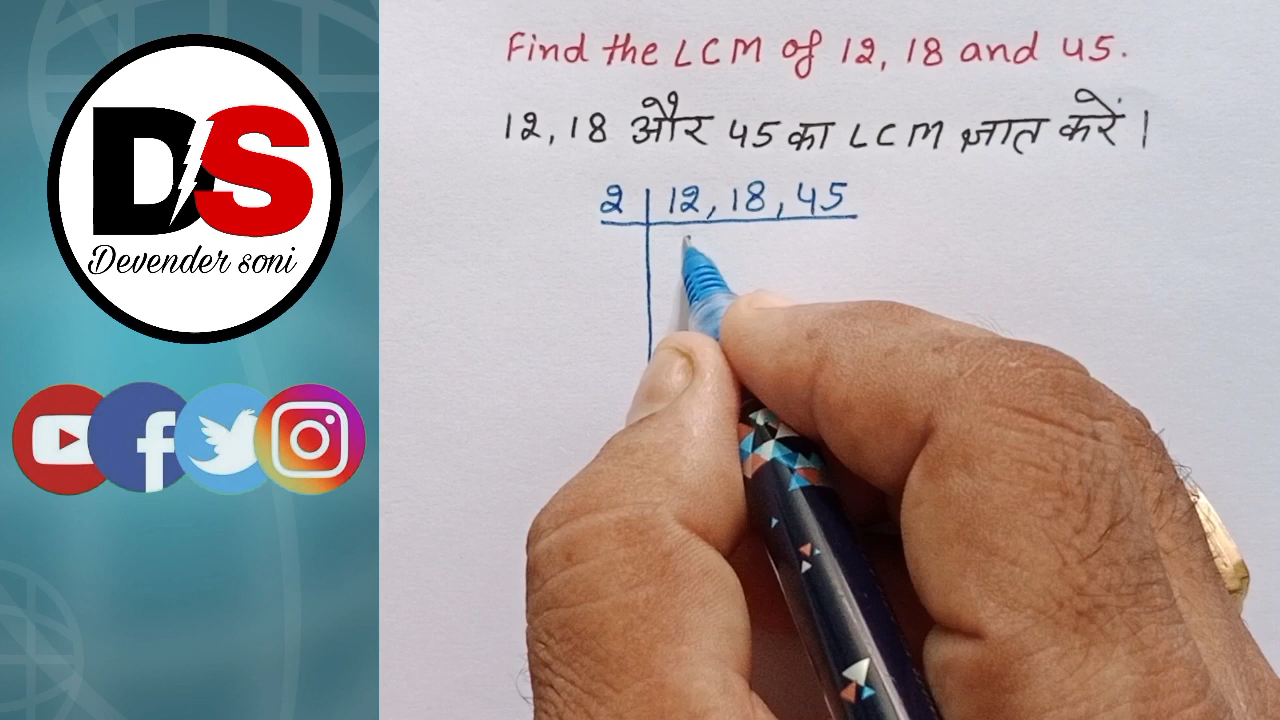 DS
Devender soni
Find the LCM of 12, 18 and 45.
12, 18 और 45 का LCM ज्ञात करें।
2 | 12, 18, 45